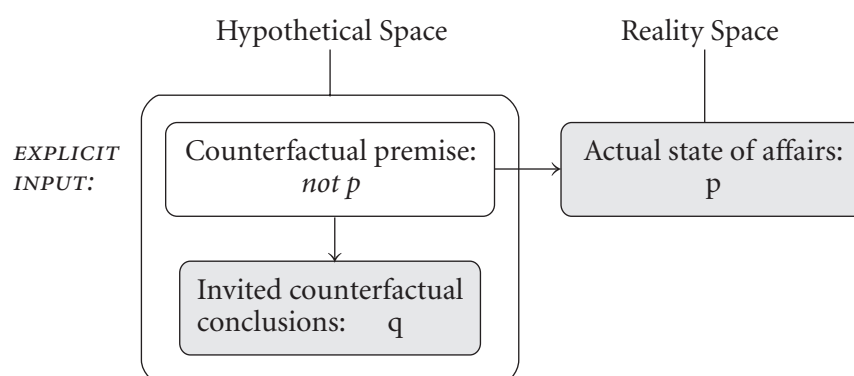 Hypothetical Space
Reality Space
EXPLICIT
INPUT:
Counterfactual premise:
not p
Actual state of affairs:
p
Invited counterfactual
conclusions: q